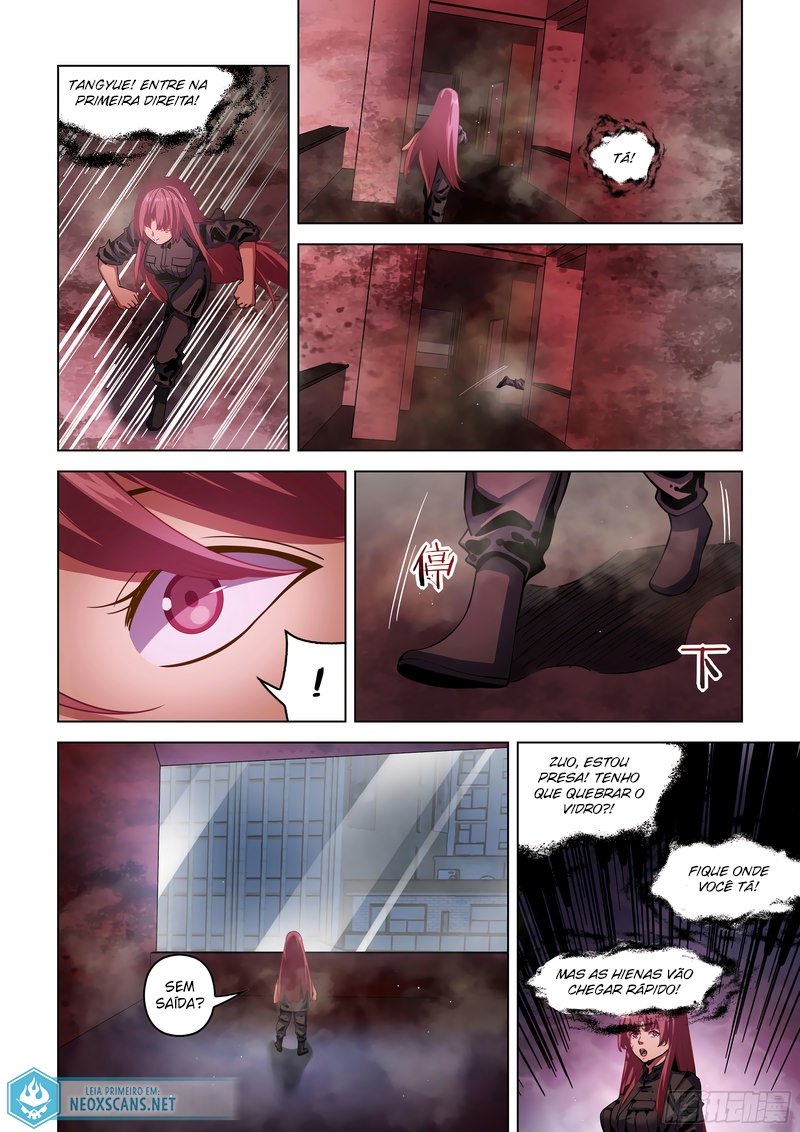 TANGYUE! ENTRE NA
PRIMEIRA DIREITA!
TÁ!
!
停
下
SEM
SAÍDA?
ZUO, ESTOU
PRESA! TENHO
QUE QUEBRAR O
VIDRO?!
FIQUE ONDE
VOCÊ TÁ!
MAS AS HIENAS VÃO
CHEGAR RÁPIDO!
LEIA PRIMEIRO EM:
NEOXSCANS.NET